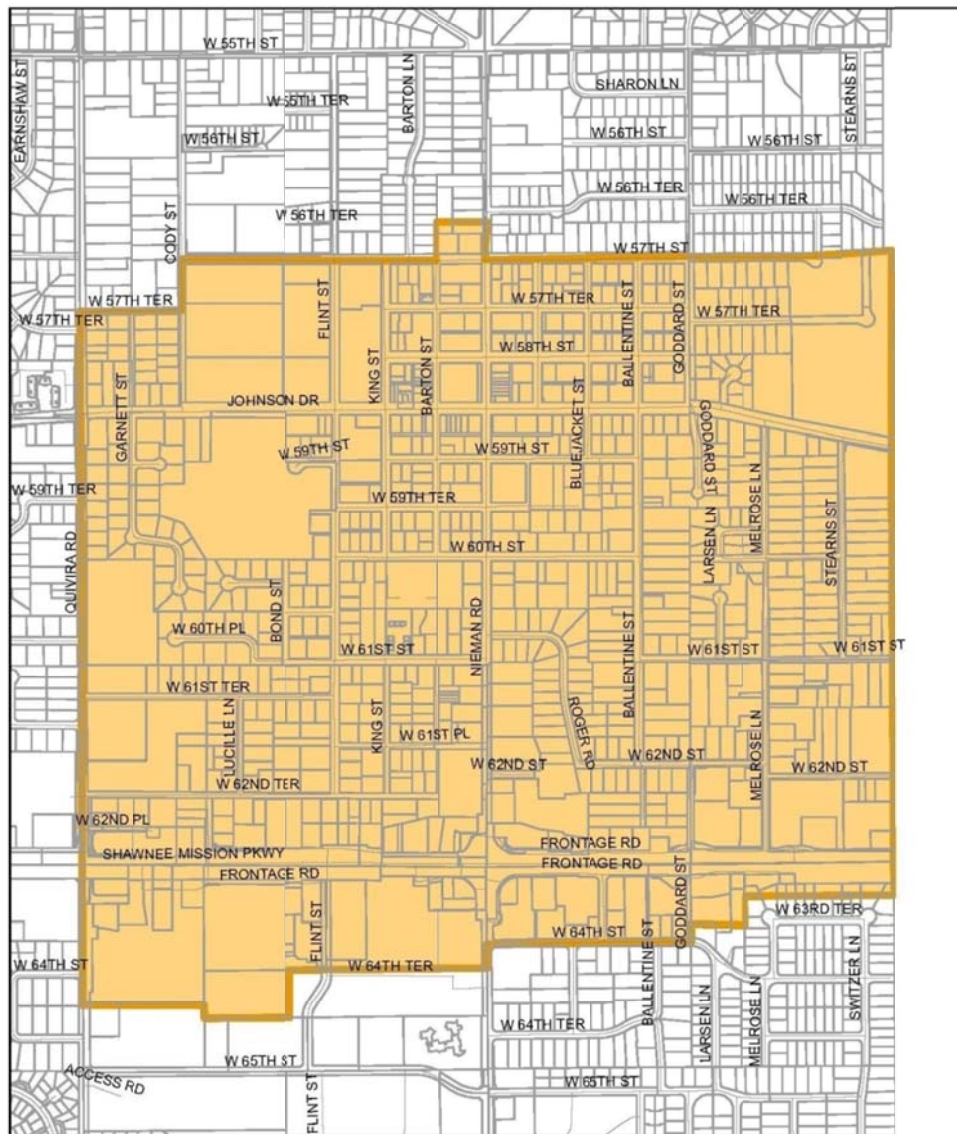 W 55TH ST
EARNSHAW ST
BARTON LN
SHARON LN
STEARNS ST
W 55TH TER
W 56TH ST
W 56TH ST
W 56TH ST
W 56TH TER
W 56TH TER
W 56TH TER
CODY ST
W 57TH ST
W 57TH TER
W 57TH TER
FLINT ST
W 57TH TER
BALLENTINE ST
GODDARD ST
W 57TH TER
KING ST
BARTON ST
W 58TH ST
GARNETT ST
JOHNSON DR
BLUEJACKET ST
GODDARD ST
W 59TH ST
W 59TH ST
MELROSE LN
W 59TH TER
W 59TH TER
LARSEN LN
STEARNS ST
QUIVIRA RD
W 60TH ST
BOND ST
W 60TH PL
NIEMAN RD
BALLENTINE ST
W 61ST ST
W 61ST ST
W 61ST ST
W 61ST TER
LUCILLE LN
KING ST
W 61ST PL
ROGER RD
MELROSE LN
W 62ND ST
W 62ND ST
W 62ND ST
W 62ND TER
W 62ND PL
SHAWNEE MISSION PKWY
FRONTAGE RD
FRONTAGE RD
FRONTAGE RD
FLINT ST
GODDARD ST
W 63RD TER
W 64TH ST
W 64TH ST
W 64TH TER
BALLENTINE ST
SWITZER LN
LARSEN LN
MELROSE LN
W 64TH TER
W 65TH ST
ACCESS RD
FLINT ST
W 65TH ST